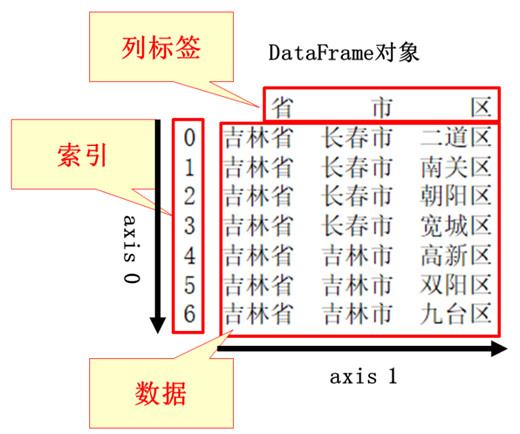 列标签
DataFrame对象
省 市 区
索引
0 吉林省 长春市 二道区
1 吉林省 长春市 南关区
2 吉林省 长春市 朝阳区
3 吉林省 长春市 宽城区
4 吉林省 吉林市 高新区
5 吉林省 吉林市 双阳区
6 吉林省 吉林市 九台区
axis 0
axis 1
数据